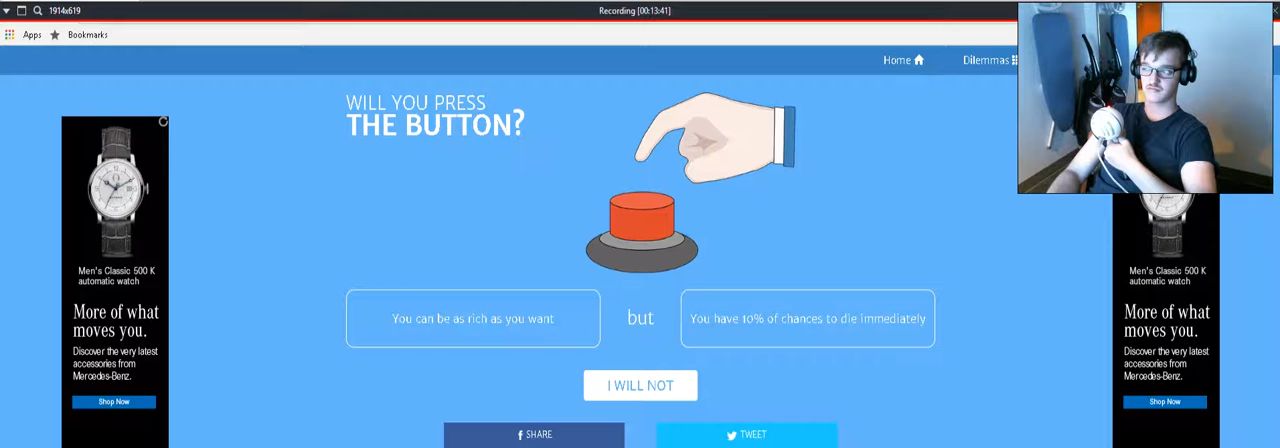 1914x619
Recording [00:13:41]
Apps
Bookmarks
Home
Dilemmas
WILL YOU PRESS
THE BUTTON?
Men's Classic 500 K
automatic watch
More of what
moves you.
Discover the very latest
accessories from
Mercedes-Benz.
Shop Now
You can be as rich as you want
but
You have 10% of chances to die immediately
I WILL NOT
SHARE
TWEET
Men's Classic 500 K
automatic watch
More of what
moves you.
Discover the very latest
accessories from
Mercedes-Benz.
Shop Now